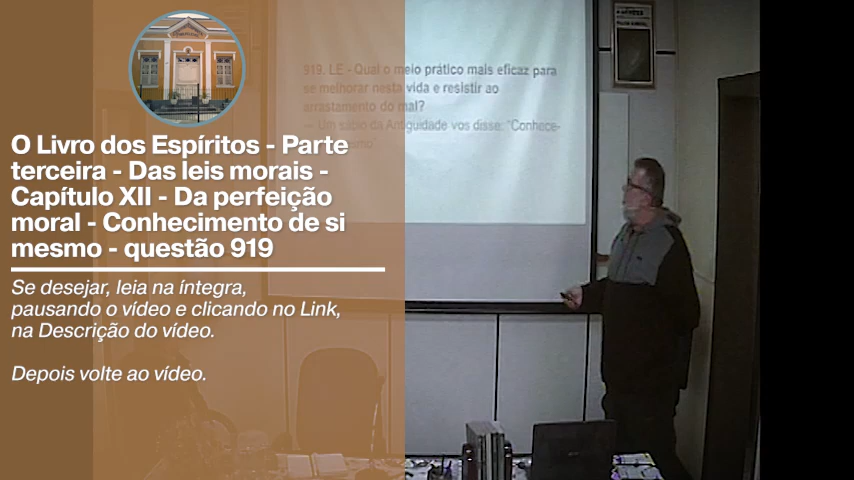 O Livro dos Espíritos - Parte
terceira - Das leis morais -
Capítulo XII - Da perfeição
moral - Conhecimento de si
mesmo - questão 919
Se desejar, leia na íntegra,
pausando o vídeo e clicando no Link,
na Descrição do vídeo.
Depois volte ao vídeo.
919. LE - Qual o meio prático mais eficaz para
se melhorar nesta vida e resistir ao
arrastamento do mal?
— Um sábio da Antiguidade vos disse: "Conhece-
mesmo"